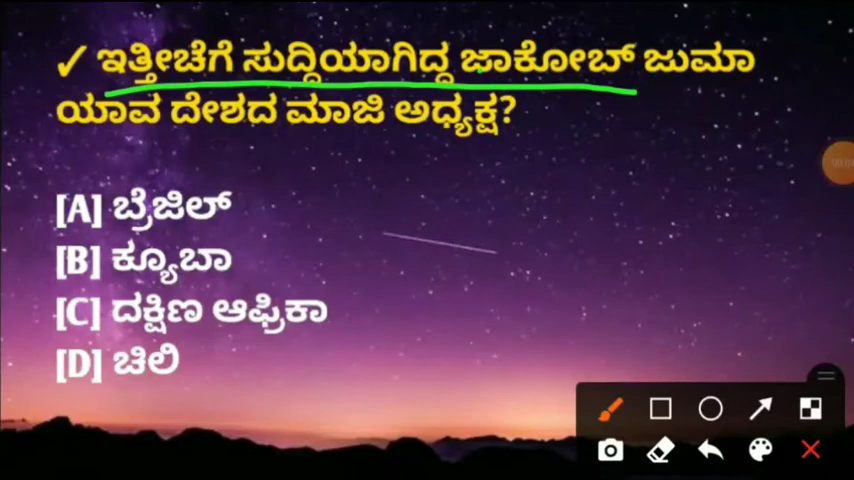 ✓ ಇತ್ತೀಚೆಗೆ ಸುದ್ದಿಯಾಗಿದ್ದ ಜಾಕೋಬ್ ಜುಮಾ
ಯಾವ ದೇಶದ ಮಾಜಿ ಅಧ್ಯಕ್ಷ?
[A] ಬ್ರೆಜಿಲ್
[B] ಕ್ಯೂಬಾ
[C] ದಕ್ಷಿಣ ಆಫ್ರಿಕಾ
[D] ಚಿಲಿ